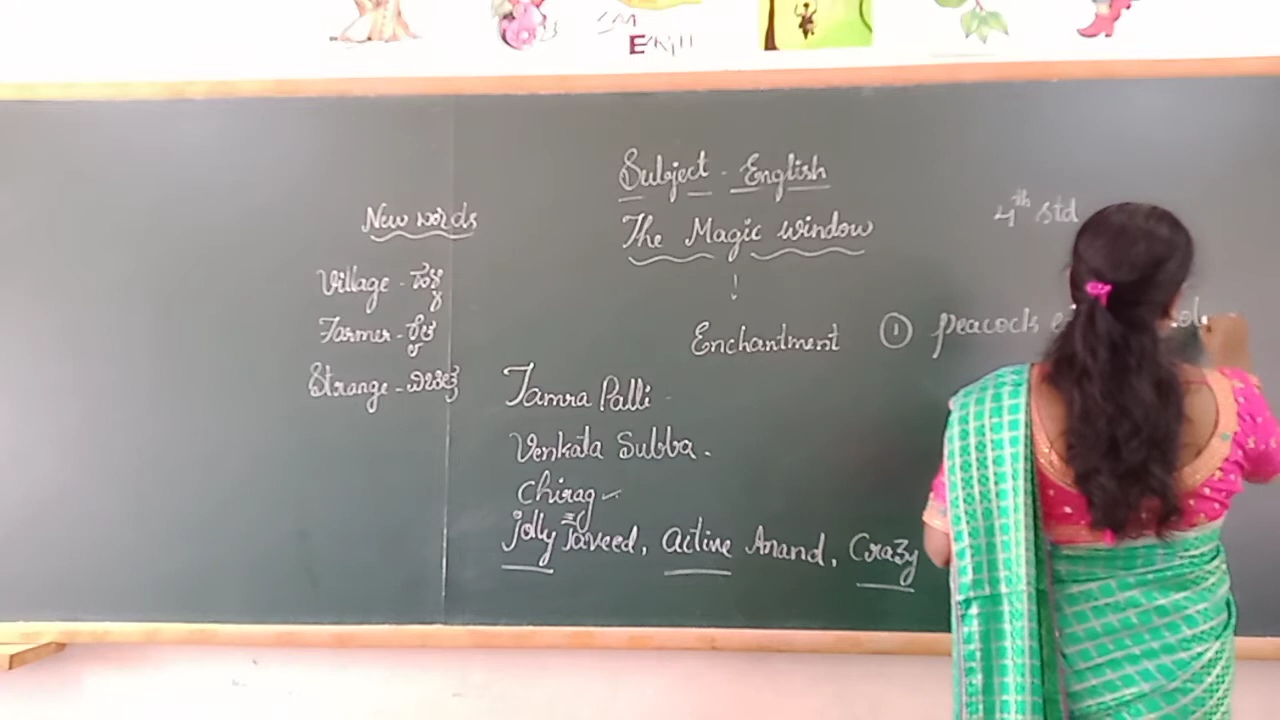 Subject - English
The Magic window
4th std
New words
Village - ಹಳ್ಳಿ
Farmer - ರೈತ
Strange - ವಿಚಿತ್ರ
Enchantment
① peacock
Tamra Palli
Venkata Subba.
Chirag
jolly Javeed, active Anand, Crazy